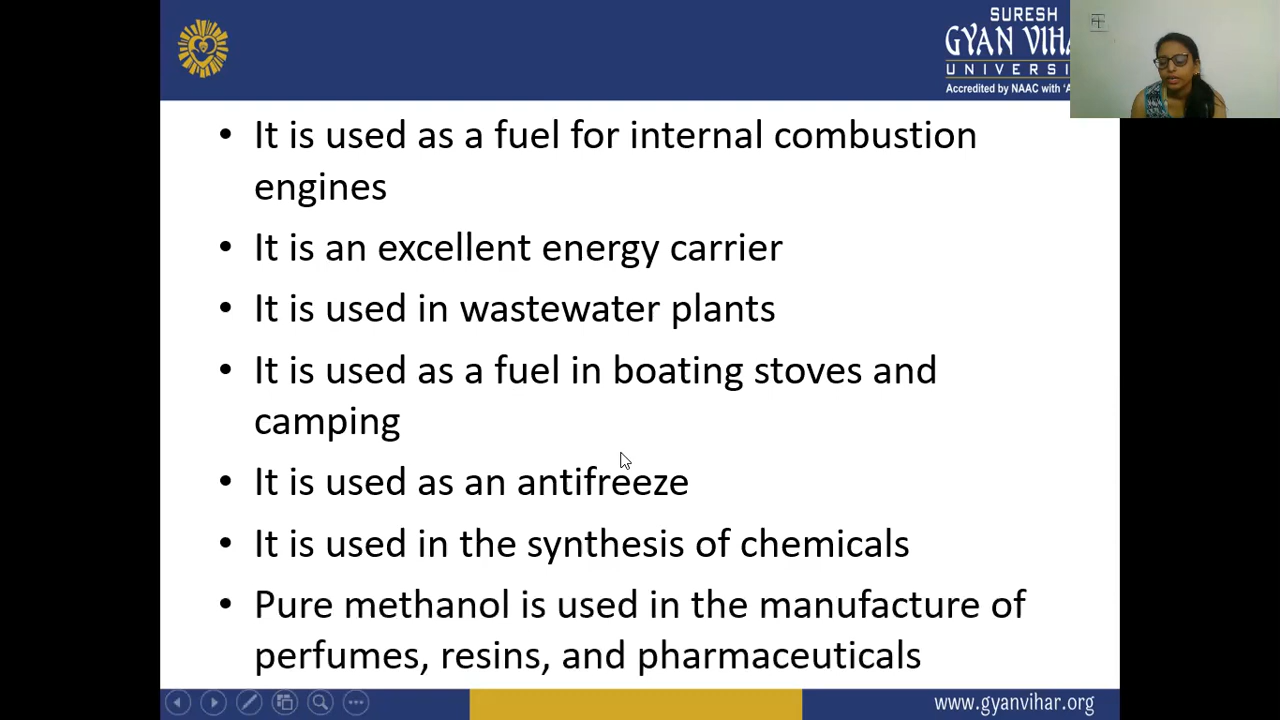 SURESH
GYAN VIHA
UNIVERSI
Accredited by NAAC with 'A
• It is used as a fuel for internal combustion
engines
• It is an excellent energy carrier
• It is used in wastewater plants
• It is used as a fuel in boating stoves and
camping
• It is used as an antifreeze
• It is used in the synthesis of chemicals
• Pure methanol is used in the manufacture of
perfumes, resins, and pharmaceuticals
www.gyanvihar.org